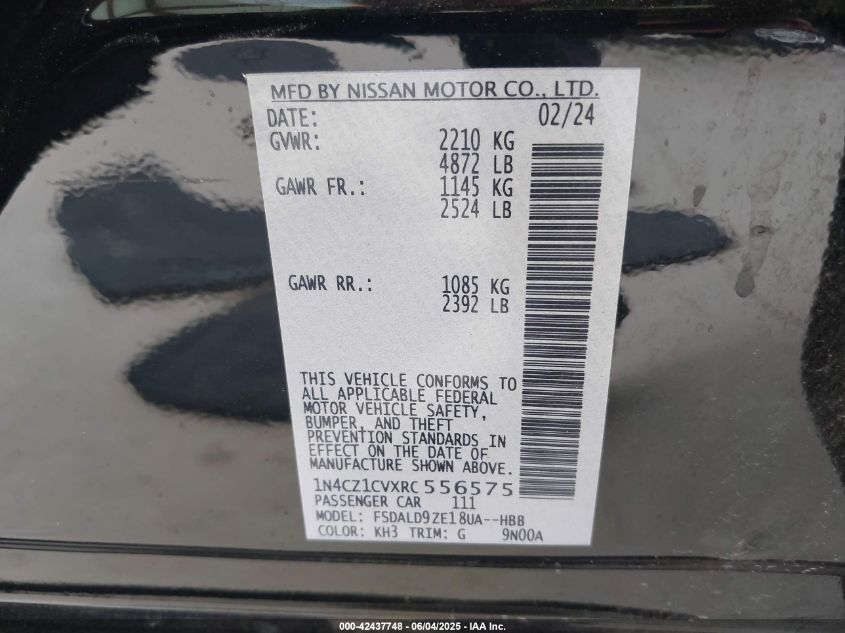 MFD BY NISSAN MOTOR CO., LTD.
DATE: 02/24
GVWR: 2210 KG
4872 LB
GAWR FR.: 1145 KG
2524 LB
GAWR RR.: 1085 KG
2392 LB
THIS VEHICLE CONFORMS TO
ALL APPLICABLE FEDERAL
MOTOR VEHICLE SAFETY,
BUMPER, AND THEFT
PREVENTION STANDARDS IN
EFFECT ON THE DATE OF
MANUFACTURE SHOWN ABOVE.
1N4CZ1CVXRC556575
PASSENGER CAR 111
MODEL: FSDALD9ZE18UA--HBB
COLOR: KH3 TRIM: G 9N00A
000-42437748 - 06/04/2025 - IAA Inc.